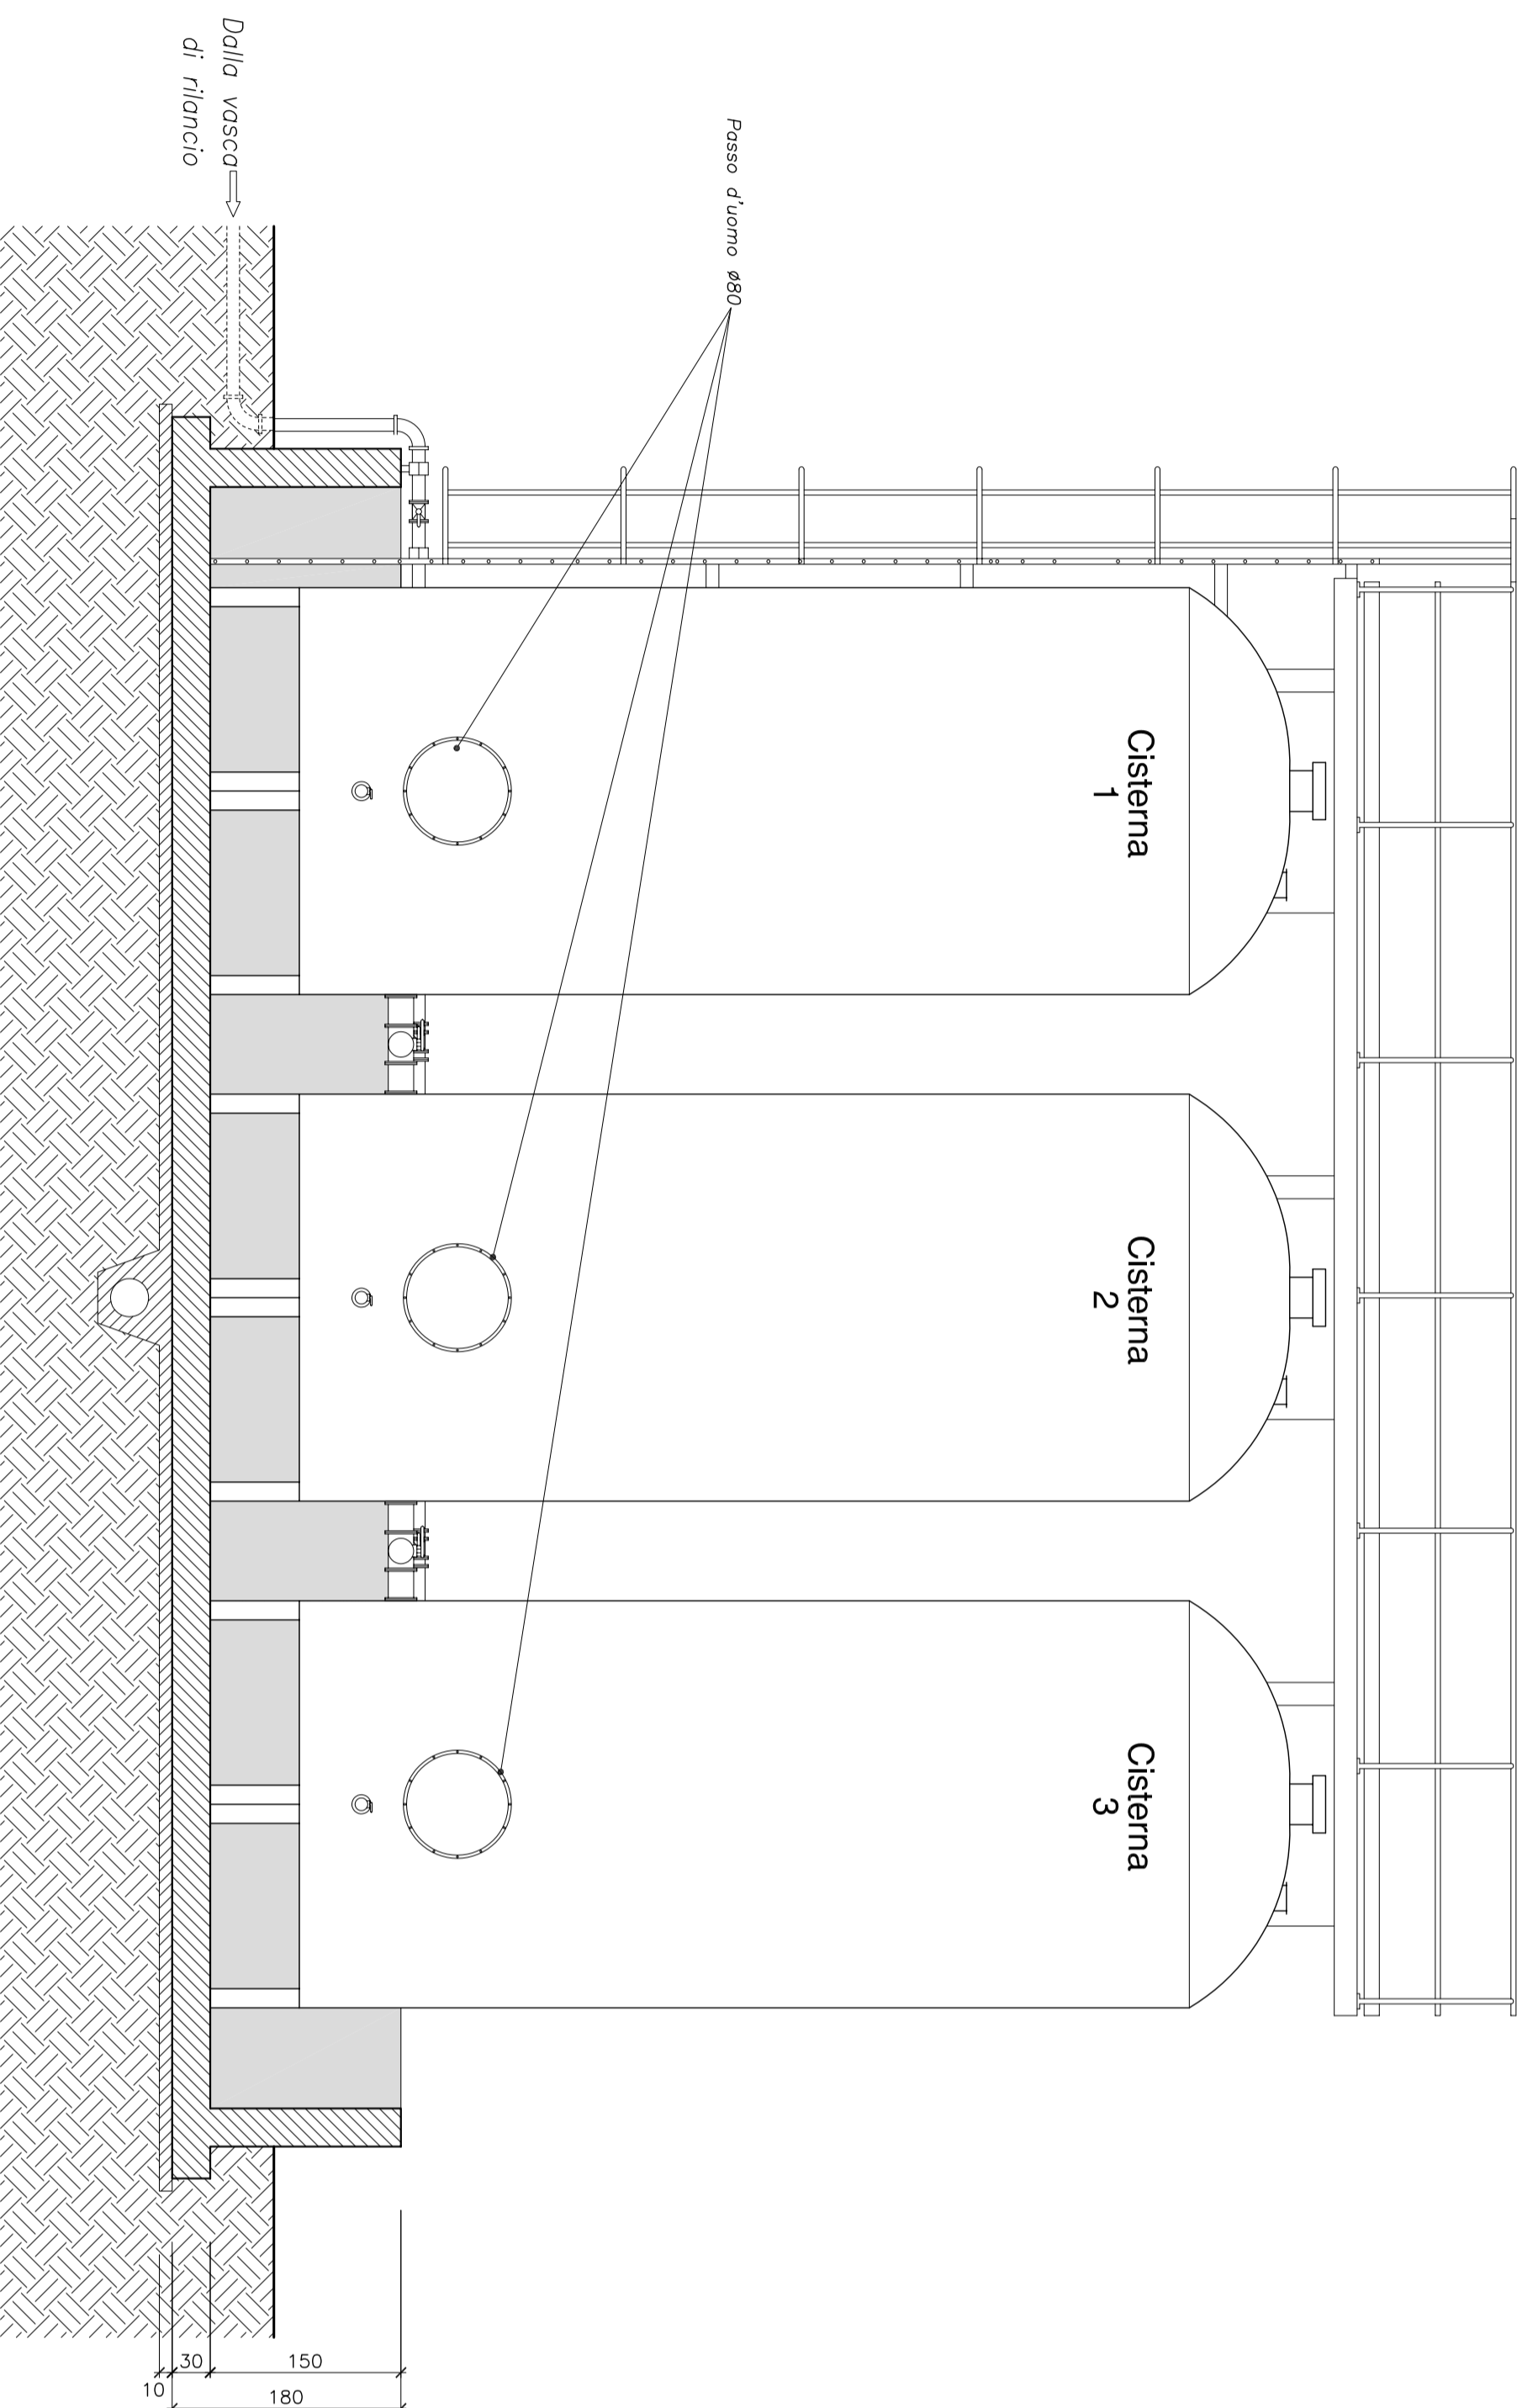 Dalla vasca
di rilancio
Passo d'uomo ø80
Cisterna
1
Cisterna
2
Cisterna
3
10
30
150
180